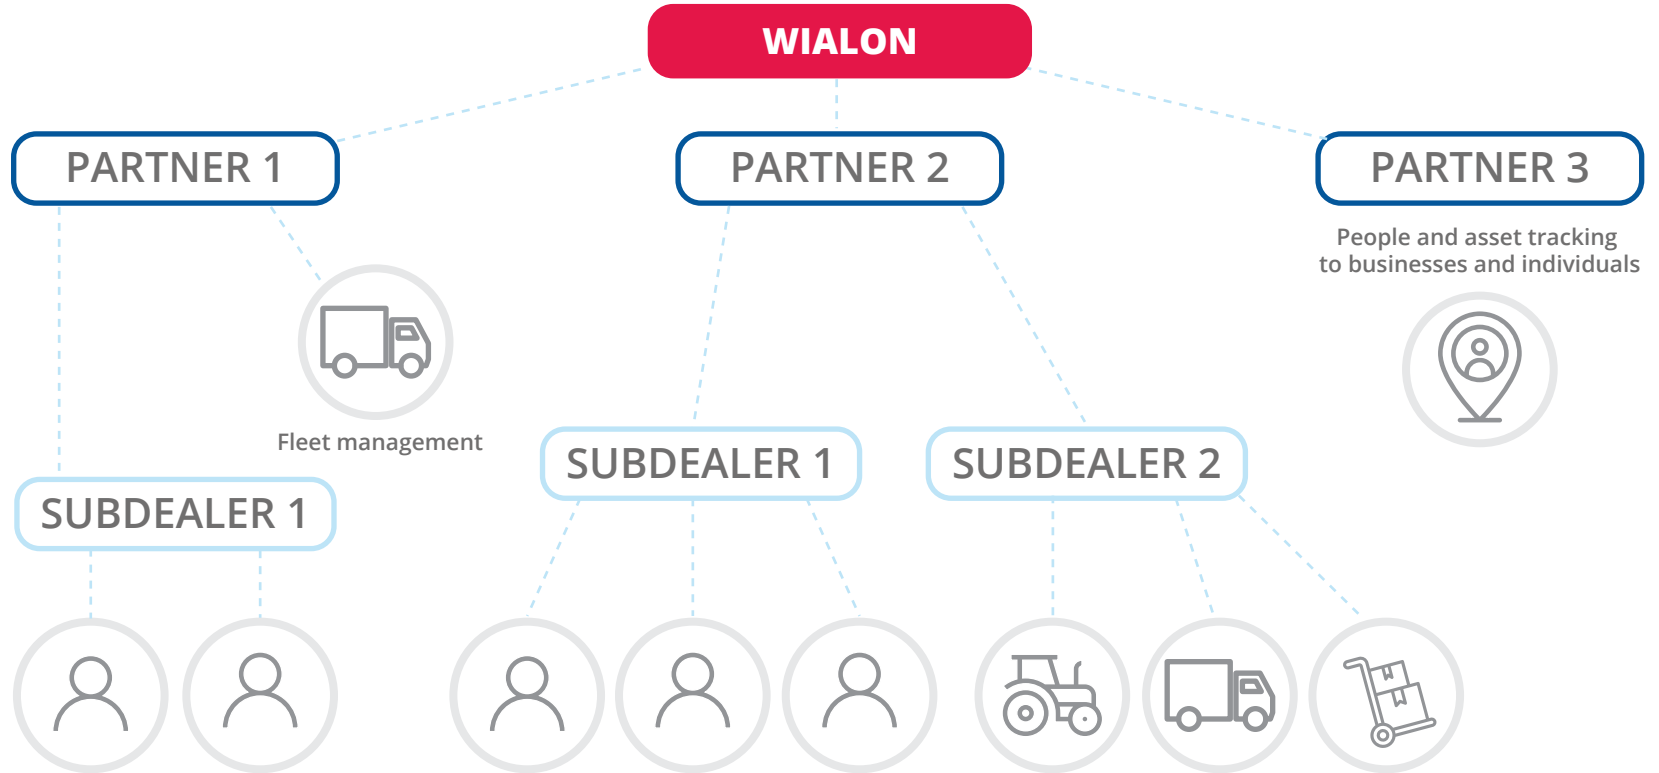 WIALON
PARTNER 1
PARTNER 2
PARTNER 3
People and asset tracking
to businesses and individuals
Fleet management
SUBDEALER 1
SUBDEALER 2
SUBDEALER 1